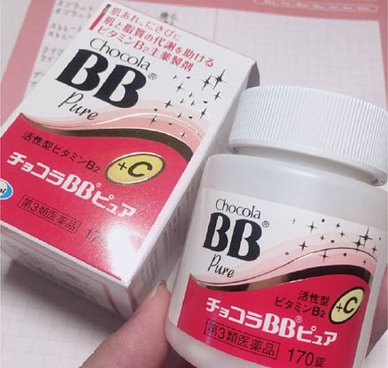 肌あれ、にきびに
肌と脂質の代謝を助ける
ビタミンB2主薬製剤
Chocola
BB®
Pure
活性型ビタミンB2
+C
チョコラBB®ピュア
第3類医薬品
Chocola
BB®
Pure
活性型
ビタミンB2
+C
チョコラBB®ピュア
第3類医薬品
170錠